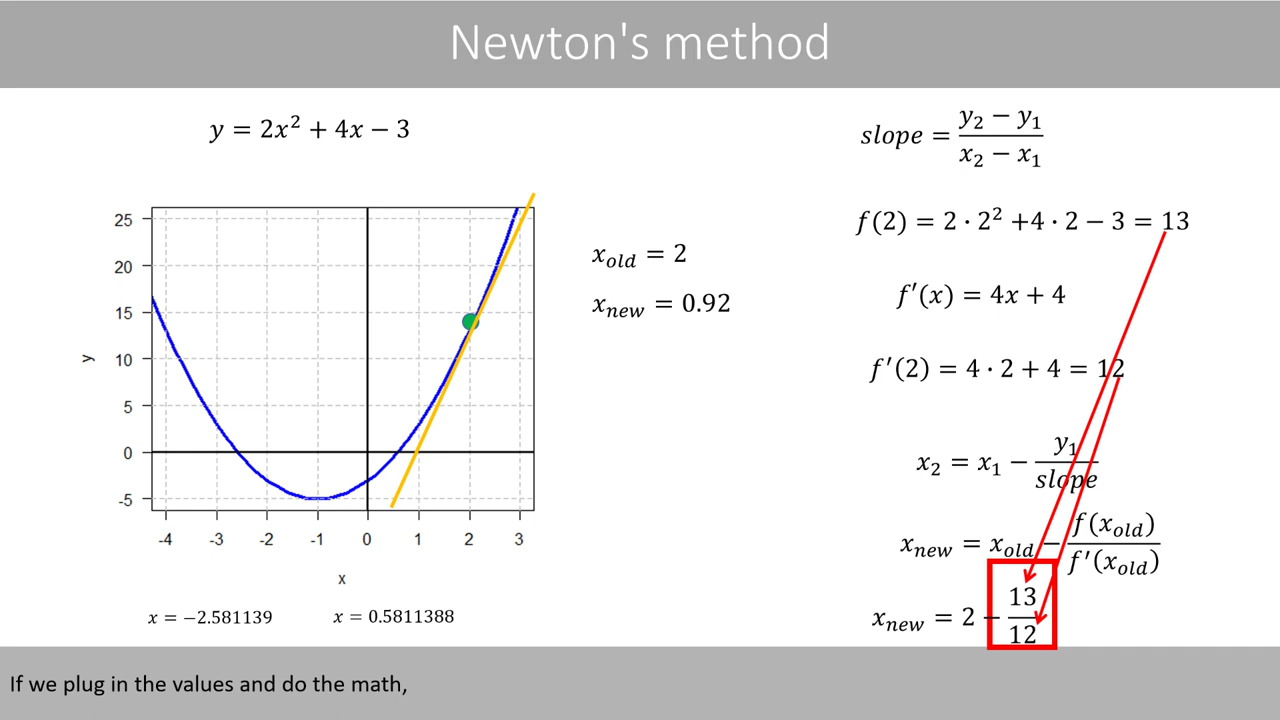 Newton's method
y = 2x² + 4x − 3
slope = (y₂ − y₁) / (x₂ − x₁)
f(2) = 2 · 2² +4 · 2 − 3 = 13
x_old = 2
x_new = 0.92
f′(x) = 4x + 4
f′(2) = 4 · 2 + 4 = 12
x₂ = x₁ − y₁ / slope
x_new = x_old − f(x_old) / f′(x_old)
x_new = 2 − 13 / 12
25
20
15
10
5
0
-5
y
-4 -3 -2 -1 0 1 2 3
x
x = −2.581139 x = 0.5811388
If we plug in the values and do the math,